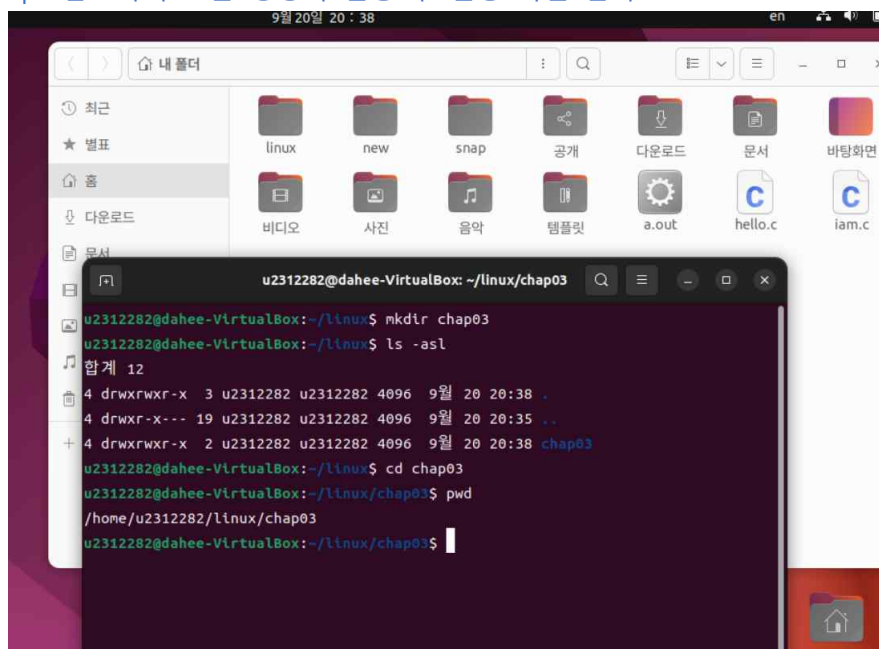 9월 20일 20 : 38
en
내 폴더
최근
별표
홈
다운로드
문서
linux
new
snap
공개
다운로드
문서
바탕화면
비디오
사진
음악
템플릿
a.out
hello.c
iam.c
u2312282@dahee-VirtualBox: ~/linux/chap03
u2312282@dahee-VirtualBox:~/linux$ mkdir chap03
u2312282@dahee-VirtualBox:~/linux$ ls -asl
합계 12
4 drwxrwxr-x  3 u2312282 u2312282 4096  9월 20 20:38 .
4 drwxr-x--- 19 u2312282 u2312282 4096  9월 20 20:35 ..
4 drwxrwxr-x  2 u2312282 u2312282 4096  9월 20 20:38 chap03
u2312282@dahee-VirtualBox:~/linux$ cd chap03
u2312282@dahee-VirtualBox:~/linux/chap03$ pwd
/home/u2312282/linux/chap03
u2312282@dahee-VirtualBox:~/linux/chap03$